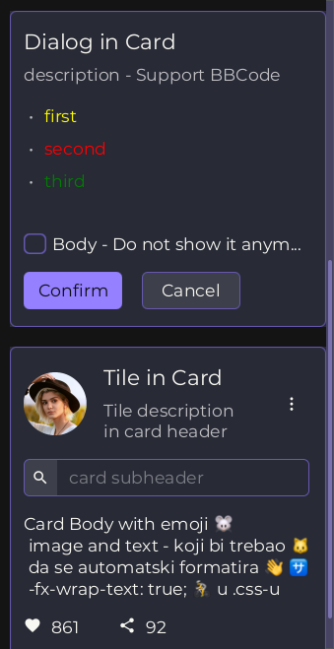 Dialog in Card
description - Support BBCode
• first
• second
• third
Body - Do not show it anym...
Confirm Cancel
Tile in Card
Tile description
in card header
card subheader
Card Body with emoji 🐭
image and text - koji bi trebao 🐱
da se automatski formatira 👋 🈂️
-fx-wrap-text: true; 💂 u .css-u
861 92